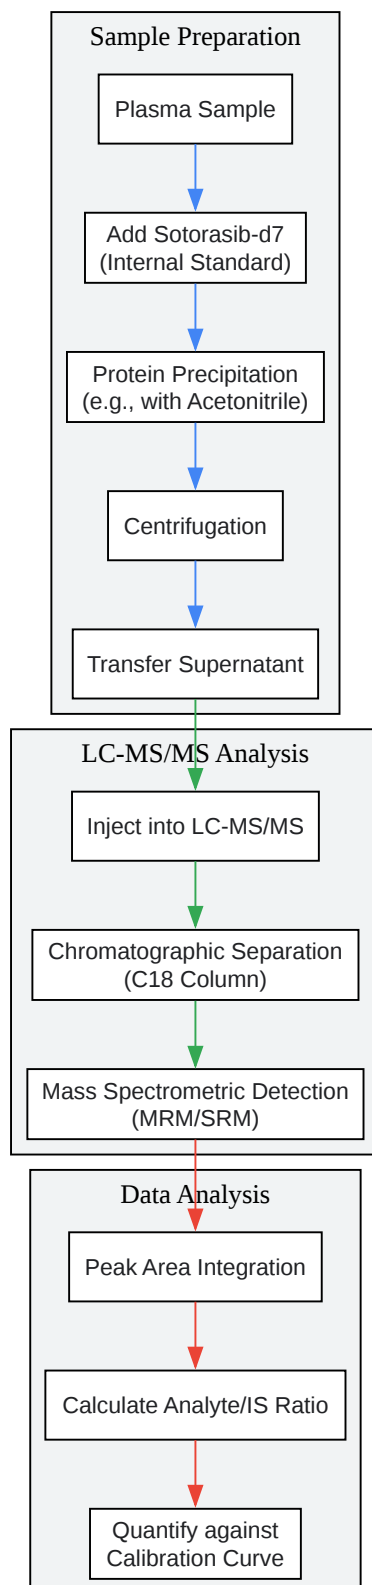 Sample Preparation
Plasma Sample
Add Sotorasib-d7
(Internal Standard)
Protein Precipitation
(e.g., with Acetonitrile)
Centrifugation
Transfer Supernatant
LC-MS/MS Analysis
Inject into LC-MS/MS
Chromatographic Separation
(C18 Column)
Mass Spectrometric Detection
(MRM/SRM)
Data Analysis
Peak Area Integration
Calculate Analyte/IS Ratio
Quantify against
Calibration Curve